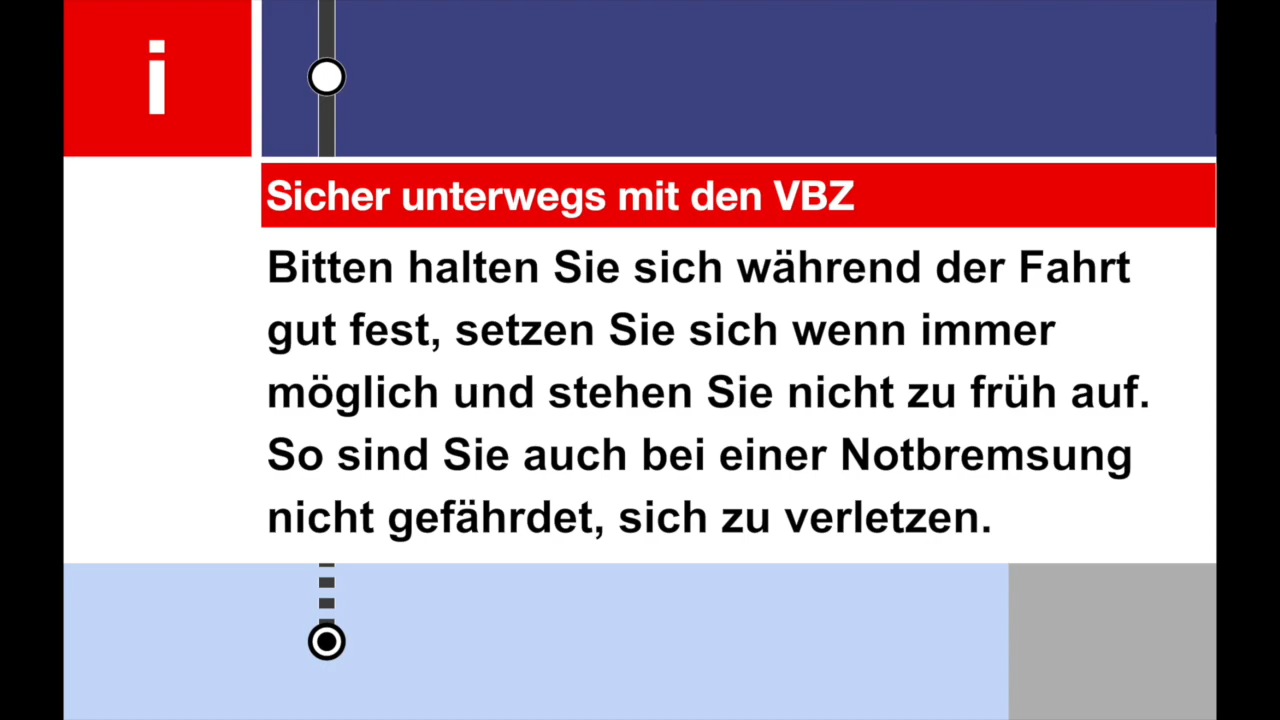 i
Sicher unterwegs mit den VBZ
Bitten halten Sie sich während der Fahrt
gut fest, setzen Sie sich wenn immer
möglich und stehen Sie nicht zu früh auf.
So sind Sie auch bei einer Notbremsung
nicht gefährdet, sich zu verletzen.